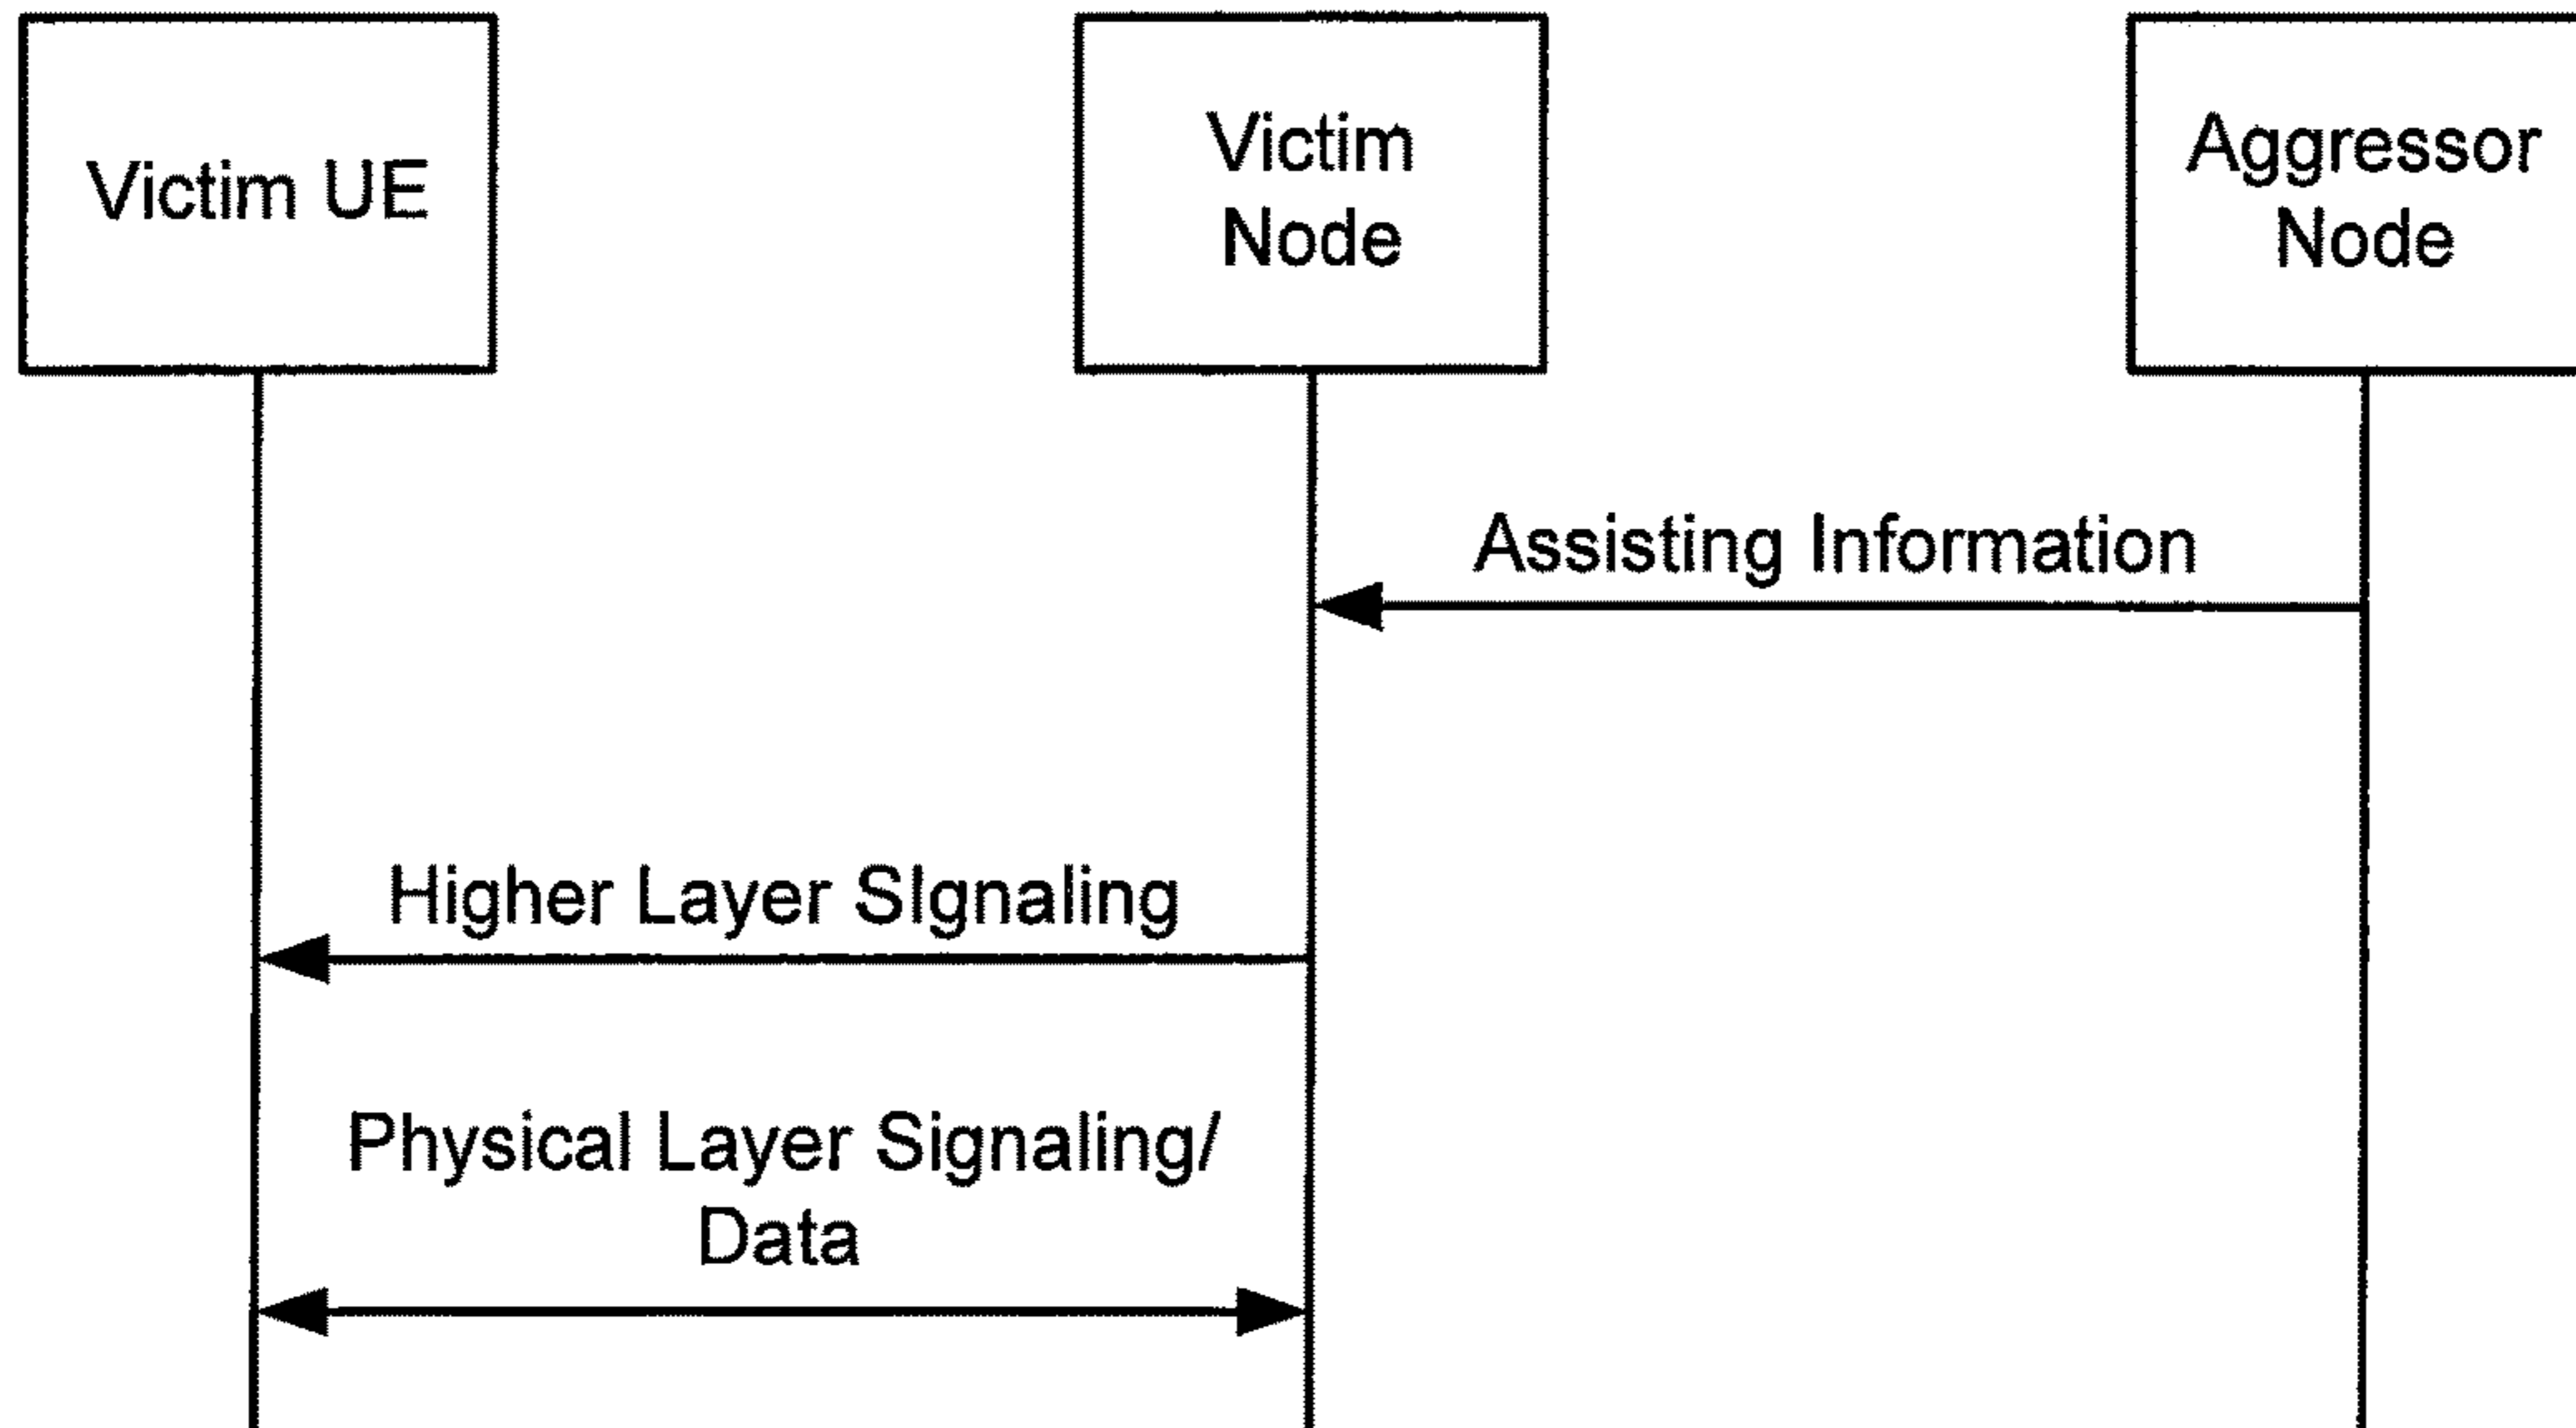 Victim UE
Victim
Node
Aggressor
Node
Assisting Information
Higher Layer SIgnaling
Physical Layer Signaling/
Data